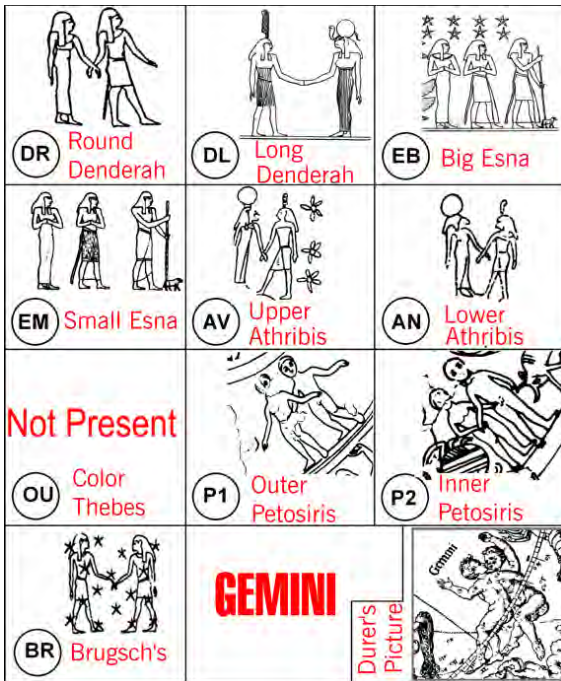 DR Round
Denderah
DL Long
Denderah
EB Big Esna
EM Small Esna
AV Upper
Athribis
AN Lower
Athribis
Not Present
OU Color
Thebes
P1 Outer
Petosiris
P2 Inner
Petosiris
BR Brugsch's
GEMINI
Durer's
Picture
Gemini